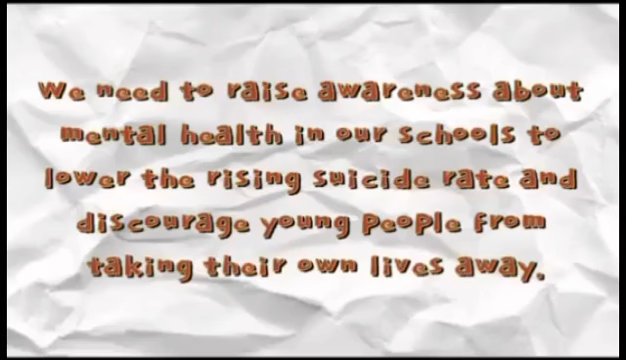 We need to raise awareness about
mental health in our schools to
lower the rising suicide rate and
discourage young people from
taking their own lives away.